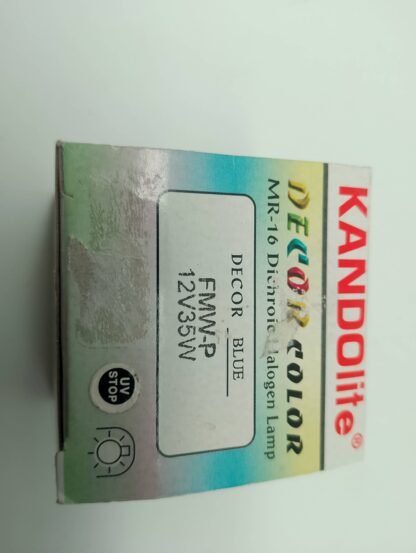 KANDOlite®
DECOR COLOR
MR-16 Dichroic Halogen Lamp
DECOR BLUE
FMW-P
12V35W
UV
STOP